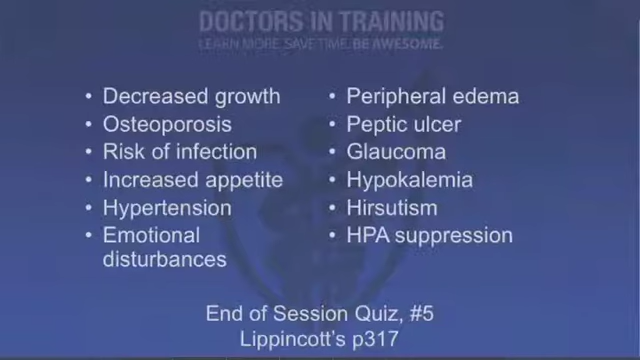 DOCTORS IN TRAINING
LEARN MORE. SAVE TIME. BE AWESOME.
• Decreased growth
• Osteoporosis
• Risk of infection
• Increased appetite
• Hypertension
• Emotional
disturbances
• Peripheral edema
• Peptic ulcer
• Glaucoma
• Hypokalemia
• Hirsutism
• HPA suppression
End of Session Quiz, #5
Lippincott's p317